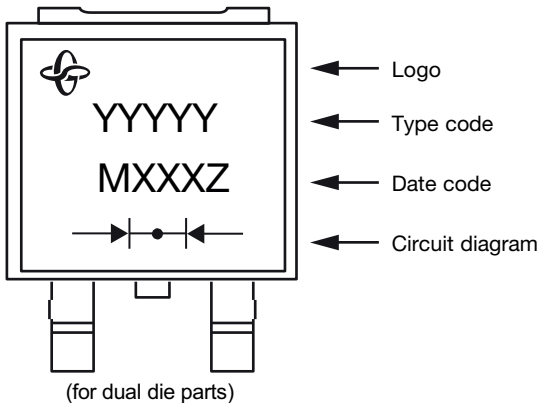 Logo
YYYYY
Type code
MXXXZ
Date code
Circuit diagram
(for dual die parts)